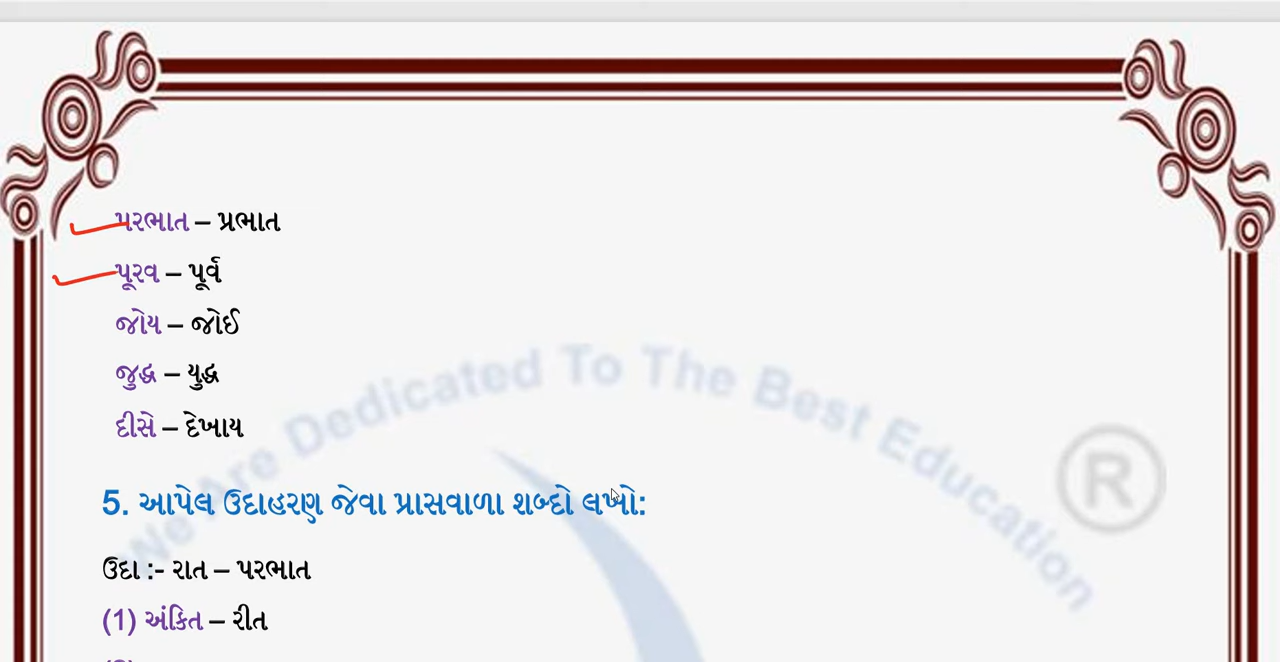 પરભાત – પ્રભાત
પૂરવ – પૂર્વ
જોય – જોઈ
જુદ્ધ – યુદ્ધ
દીસે – દેખાય
We Are Dedicated To The Best Education
®
5. આપેલ ઉદાહરણ જેવા પ્રાસવાળા શબ્દો લખો:
ઉદા :- રાત – પરભાત
(1) અંકિત – રીત